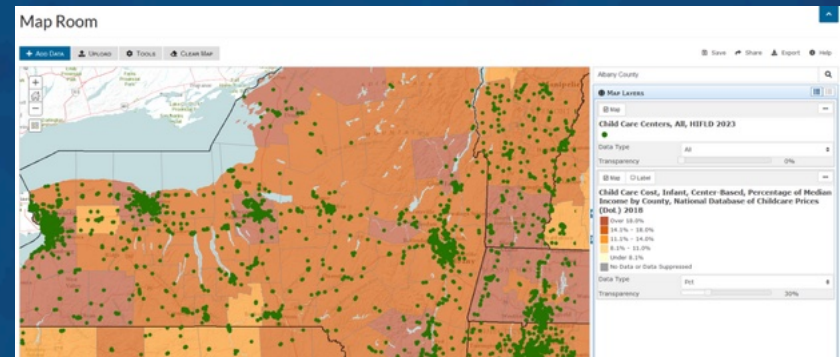 Map Room
+ ADD DATA UPLOAD TOOLS CLEAR MAP
Save Share Export Help
Albany County
MAP LAYERS
Map
Child Care Centers, All, HIFLD 2023
Data Type All
Transparency 0%
Map Label
Child Care Cost, Infant, Center-Based, Percentage of Median
Income by County, National Database of Childcare Prices
(DoL) 2018
Over 18.0%
14.1% - 18.0%
11.1% - 14.0%
8.1% - 11.0%
Under 8.1%
No Data or Data Suppressed
Data Type Pct
Transparency 30%